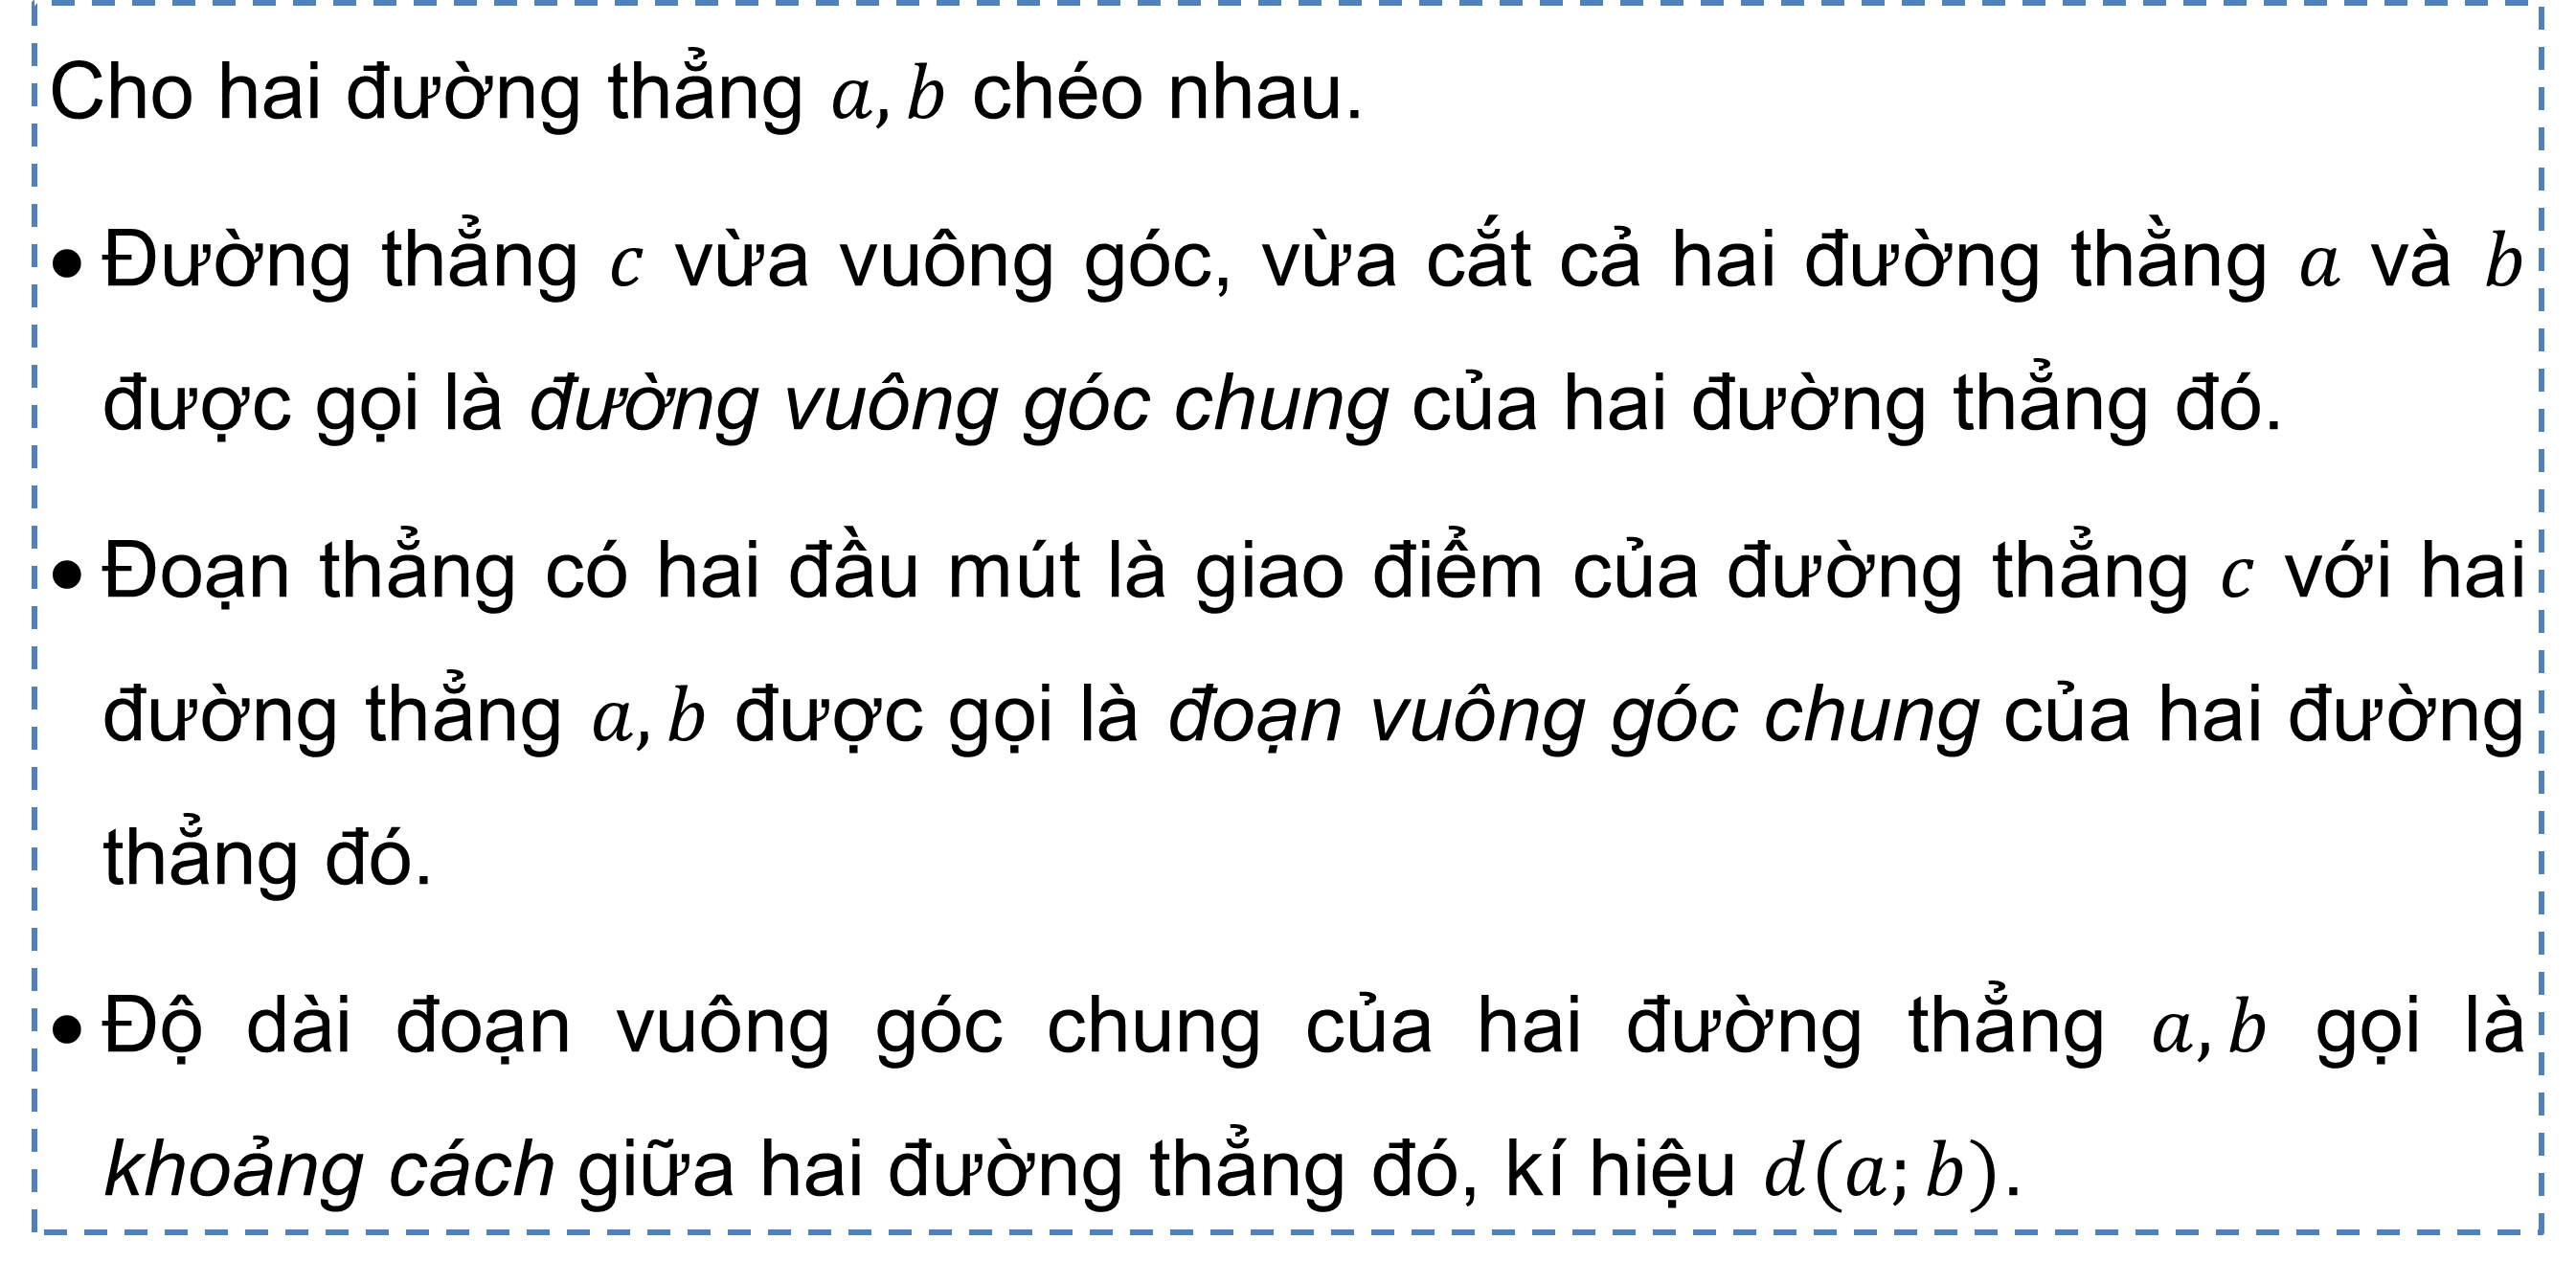 Cho hai đường thẳng a, b chéo nhau.
• Đường thẳng c vừa vuông góc, vừa cắt cả hai đường thằng a và b
được gọi là đường vuông góc chung của hai đường thẳng đó.
• Đoạn thẳng có hai đầu mút là giao điểm của đường thẳng c với hai
đường thẳng a, b được gọi là đoạn vuông góc chung của hai đường
thẳng đó.
• Độ dài đoạn vuông góc chung của hai đường thẳng a, b gọi là
khoảng cách giữa hai đường thẳng đó, kí hiệu d(a; b).